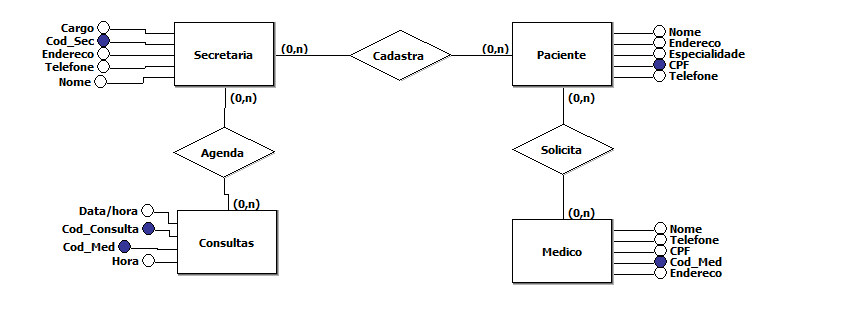 Cargo
Cod_Sec
Endereco
Telefone
Nome
Secretaria
(0,n)
Cadastra
(0,n)
Paciente
Nome
Endereco
Especialidade
CPF
Telefone
(0,n)
(0,n)
Agenda
Solicita
(0,n)
(0,n)
Data/hora
Cod_Consulta
Cod_Med
Hora
Consultas
Medico
Nome
Telefone
CPF
Cod_Med
Endereco